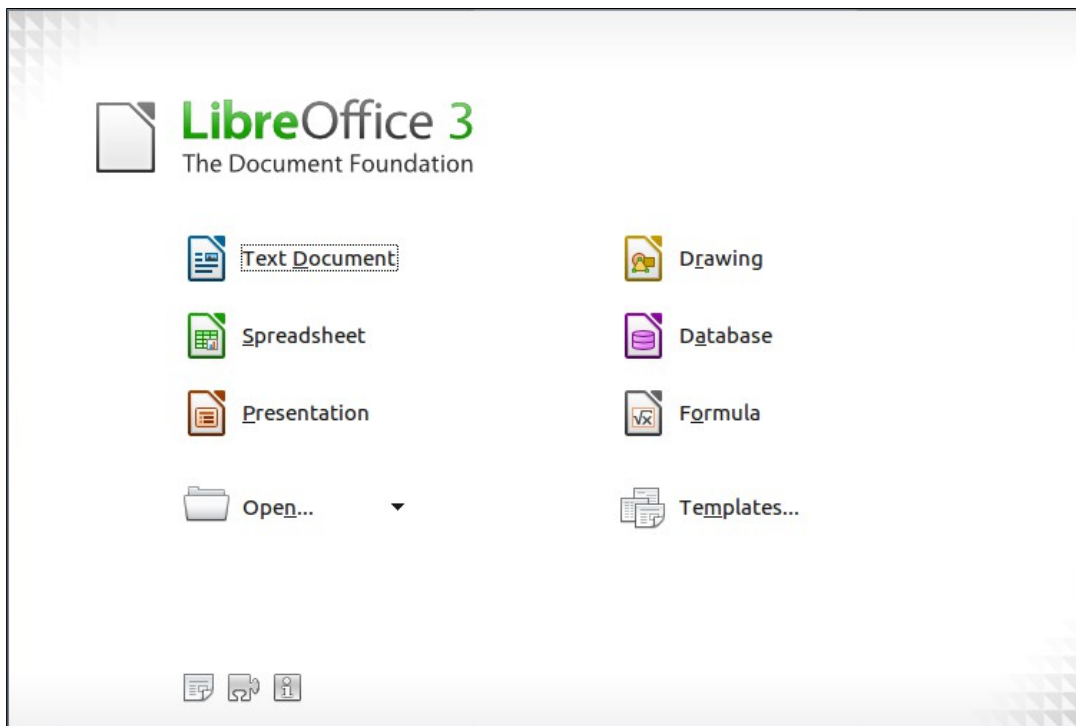 LibreOffice 3
The Document Foundation
Text Document
Drawing
Spreadsheet
Database
Presentation
Formula
Open...
Templates...